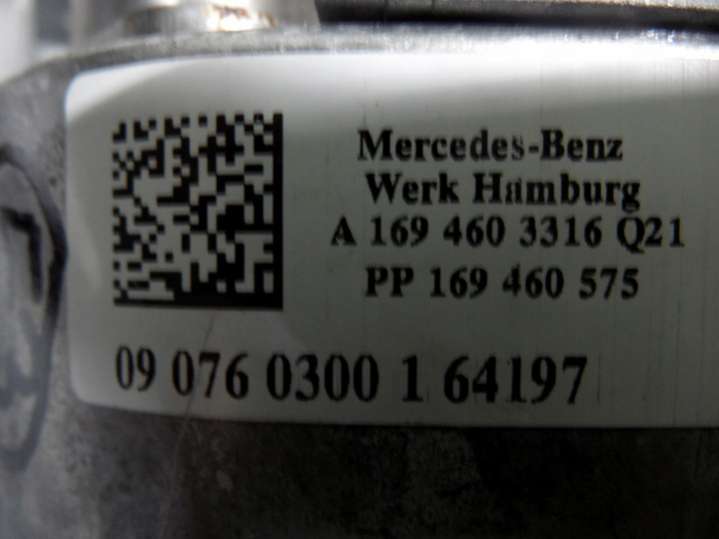 Mercedes-Benz
Werk Hamburg
A 169 460 3316 Q21
PP 169 460 575
09 076 0300 1 64197